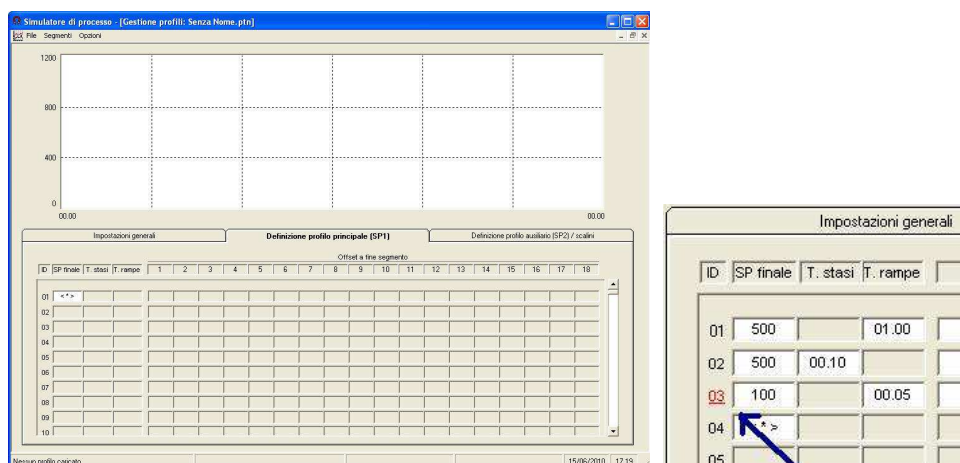 Simulatore di processo - [Gestione profili: Senza Nome.ptn]
File Segmenti Opzioni
1200
800
400
0
00.00 00.00
Impostazioni generali Definizione profilo principale (SP1) Definizione profilo ausiliario (SP2) / scalini
Offset a fine segmento
ID SP finale T. stasi T. rampe 1 2 3 4 5 6 7 8 9 10 11 12 13 14 15 16 17 18
01 <*>
02
03
04
05
06
07
08
09
10
Nessun profilo caricato 15/06/2010 17.19
Impostazioni generali
ID SP finale T. stasi T. rampe
01 500 01.00
02 500 00.10
03 100 00.05
04 *>
05